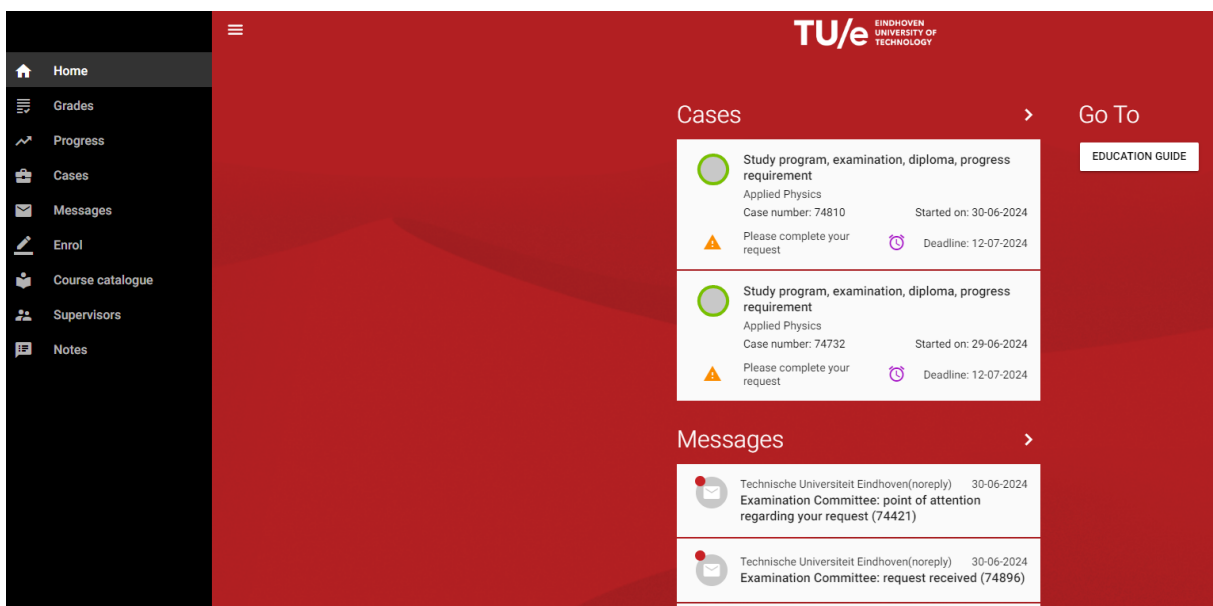 TU/e EINDHOVEN
UNIVERSITY OF
TECHNOLOGY
Home
Grades
Progress
Cases
Messages
Enrol
Course catalogue
Supervisors
Notes
Cases
Study program, examination, diploma, progress
requirement
Applied Physics
Case number: 74810 Started on: 30-06-2024
Please complete your
request
Deadline: 12-07-2024
Study program, examination, diploma, progress
requirement
Applied Physics
Case number: 74732 Started on: 29-06-2024
Please complete your
request
Deadline: 12-07-2024
Messages
Technische Universiteit Eindhoven(noreply) 30-06-2024
Examination Committee: point of attention
regarding your request (74421)
Technische Universiteit Eindhoven(noreply) 30-06-2024
Examination Committee: request received (74896)
Go To
EDUCATION GUIDE